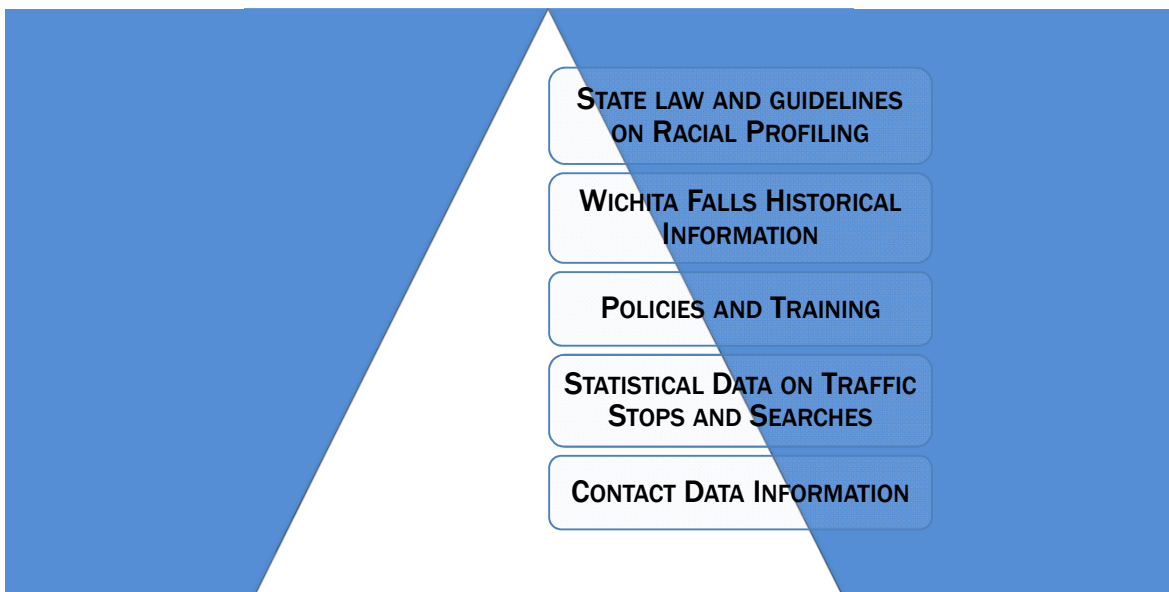 State law and guidelines
on Racial Profiling
Wichita Falls Historical
Information
Policies and Training
Statistical Data on Traffic
Stops and Searches
Contact Data Information